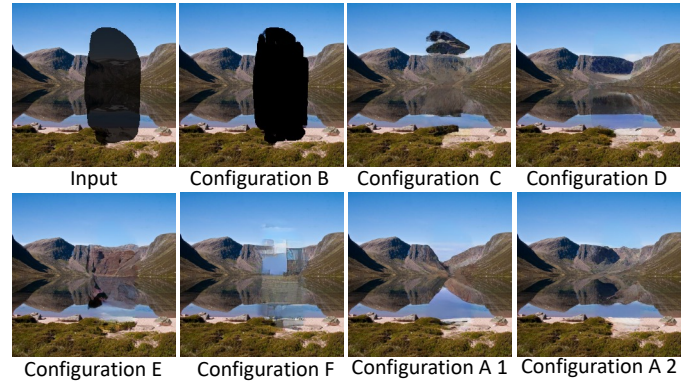 Input
Configuration B
Configuration C
Configuration D
Configuration E
Configuration F
Configuration A 1
Configuration A 2